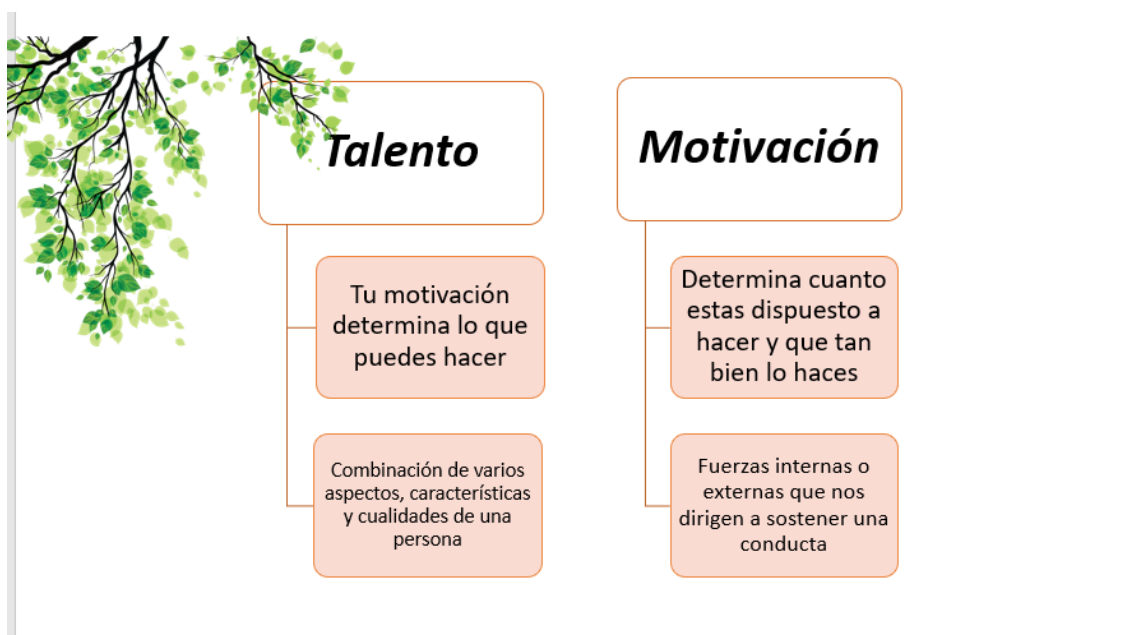 Talento
Tu motivación
determina lo que
puedes hacer
Combinación de varios
aspectos, características
y cualidades de una
persona
Motivación
Determina cuanto
estas dispuesto a
hacer y que tan
bien lo haces
Fuerzas internas o
externas que nos
dirigen a sostener una
conducta